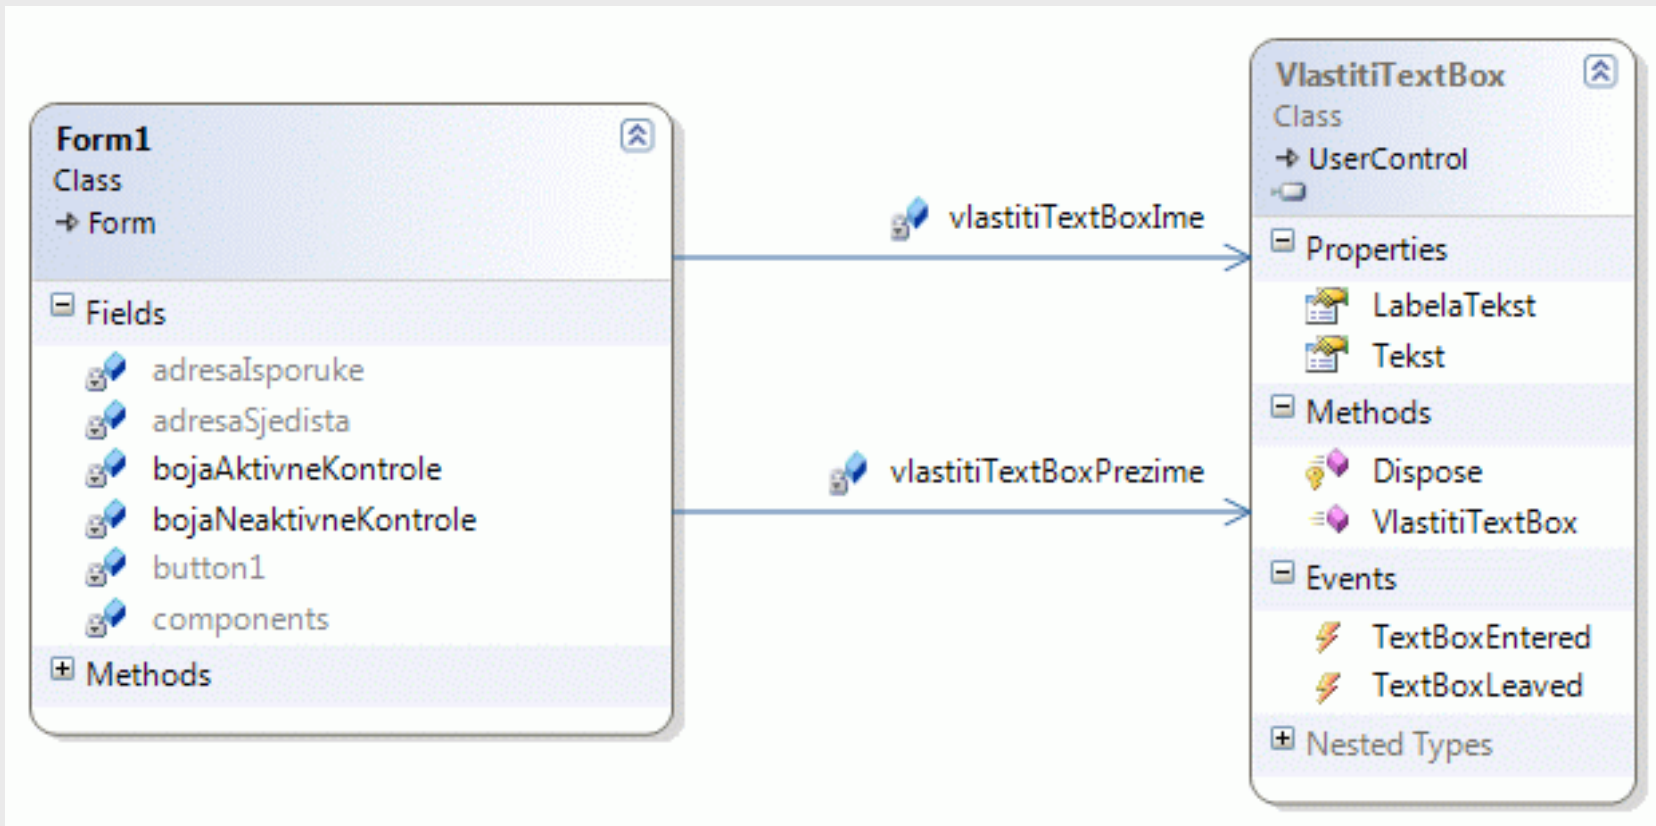 Form1
Class
Form
Fields
adresaIsporuke
adresaSjedista
bojaAktivneKontrole
bojaNeaktivneKontrole
button1
components
Methods
vlastitiTextBoxIme
vlastitiTextBoxPrezime
VlastitiTextBox
Class
UserControl
Properties
LabelaTekst
Tekst
Methods
Dispose
VlastitiTextBox
Events
TextBoxEntered
TextBoxLeaved
Nested Types